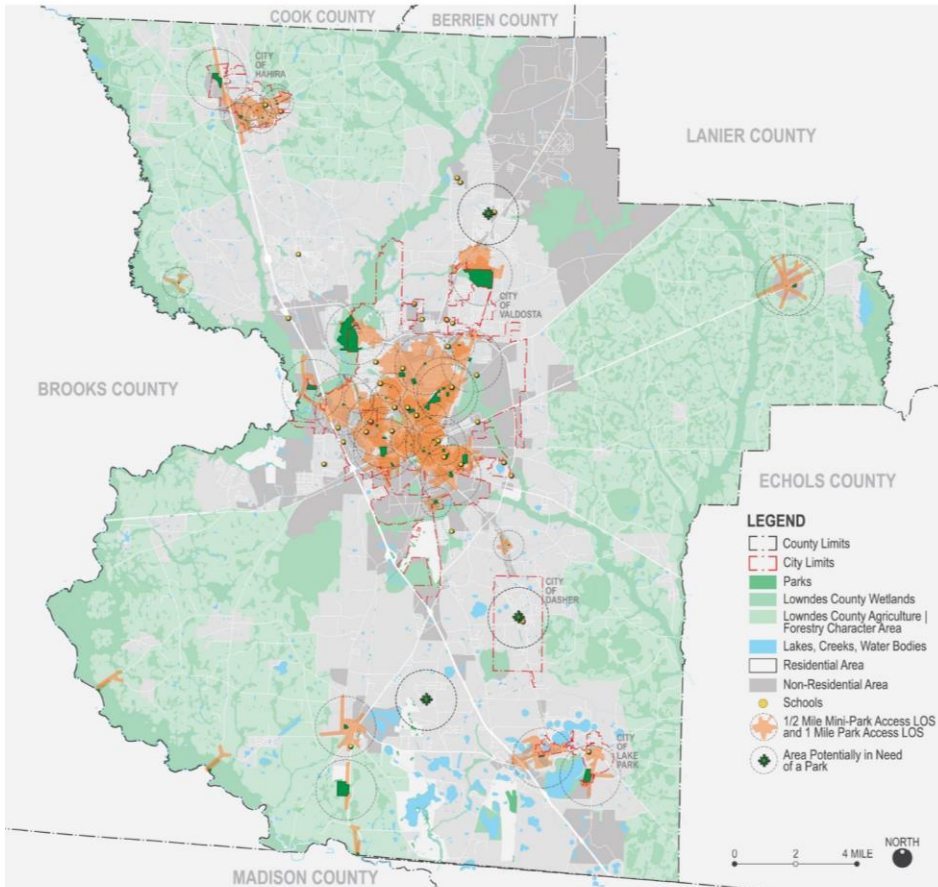 COOK COUNTY
BERRIEN COUNTY
CITY
OF
HAHIRA
LANIER COUNTY
CITY
OF
VALDOSTA
BROOKS COUNTY
ECHOLS COUNTY
LEGEND
County Limits
City Limits
Parks
Lowndes County Wetlands
Lowndes County Agriculture |
Forestry Character Area
Lakes, Creeks, Water Bodies
Residential Area
Non-Residential Area
Schools
1/2 Mile Mini-Park Access LOS
and 1 Mile Park Access LOS
Area Potentially in Need
of a Park
CITY
OF
DASHER
CITY
OF
LAKE
PARK
0 2 4 MILE
NORTH
MADISON COUNTY